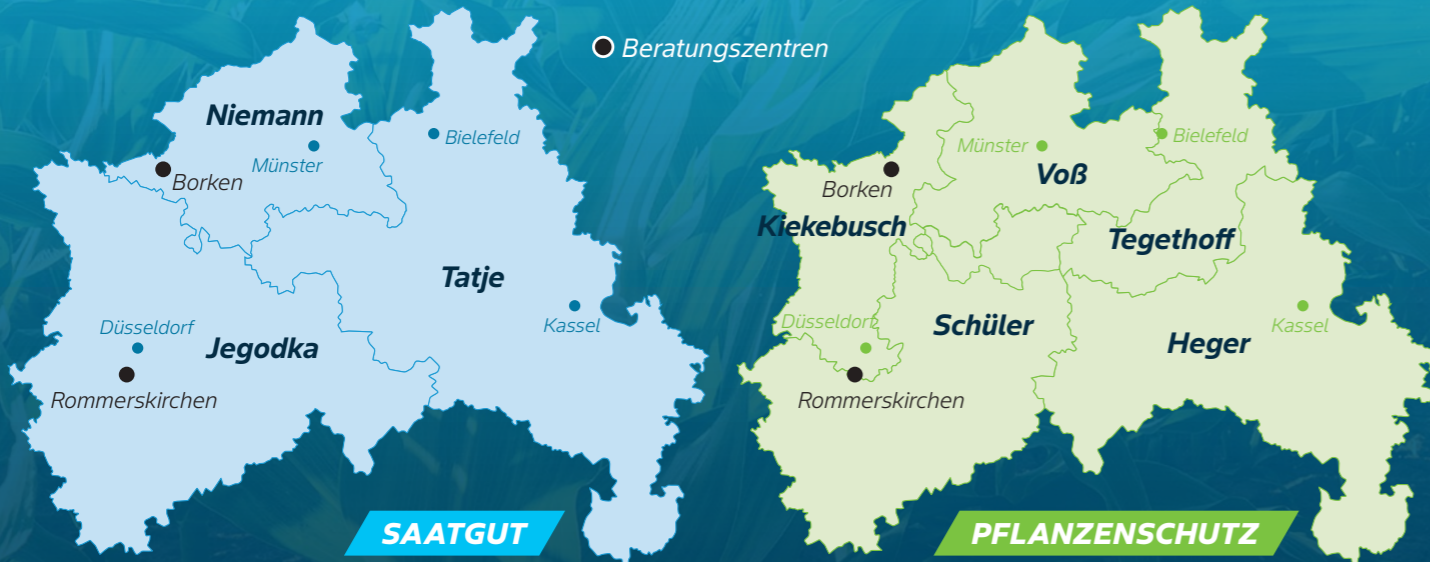 Beratungszentren
Niemann
Bielefeld
Münster
Borken
Tatje
Düsseldorf
Kassel
Jegodka
Rommerskirchen
SAATGUT
Bielefeld
Münster
Voß
Borken
Kiekebusch
Tegethoff
Düsseldorf
Schüler
Kassel
Heger
Rommerskirchen
PFLANZENSCHUTZ